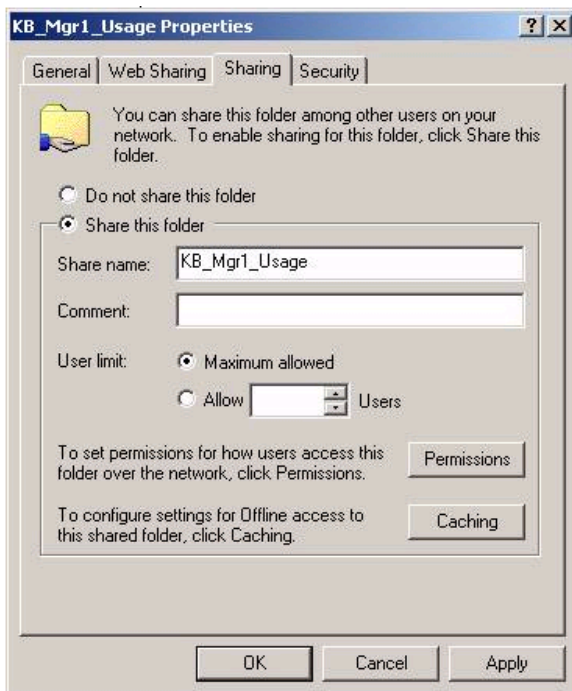 KB_Mgr1_Usage Properties
General Web Sharing Sharing Security
You can share this folder among other users on your
network. To enable sharing for this folder, click Share this
folder.
Do not share this folder
Share this folder
Share name: KB_Mgr1_Usage
Comment:
User limit: Maximum allowed
Allow Users
To set permissions for how users access this
folder over the network, click Permissions.
Permissions
To configure settings for Offline access to
this shared folder, click Caching.
Caching
OK Cancel Apply